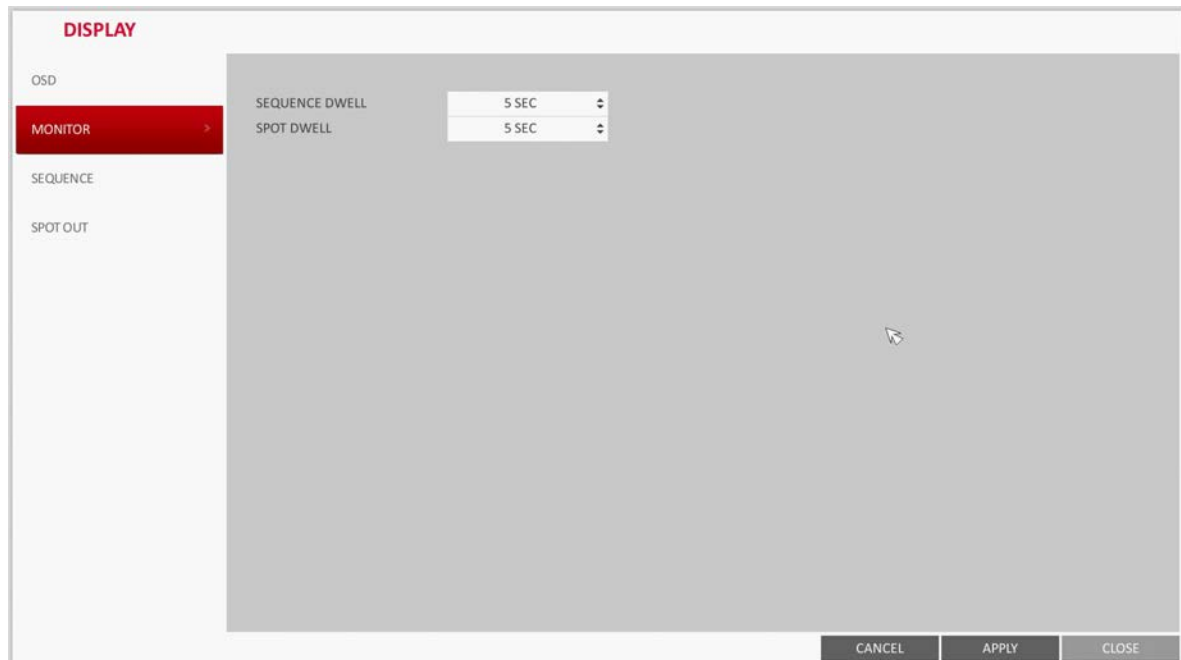 DISPLAY
OSD
MONITOR >
SEQUENCE
SPOT OUT
SEQUENCE DWELL 5 SEC
SPOT DWELL 5 SEC
CANCEL APPLY CLOSE